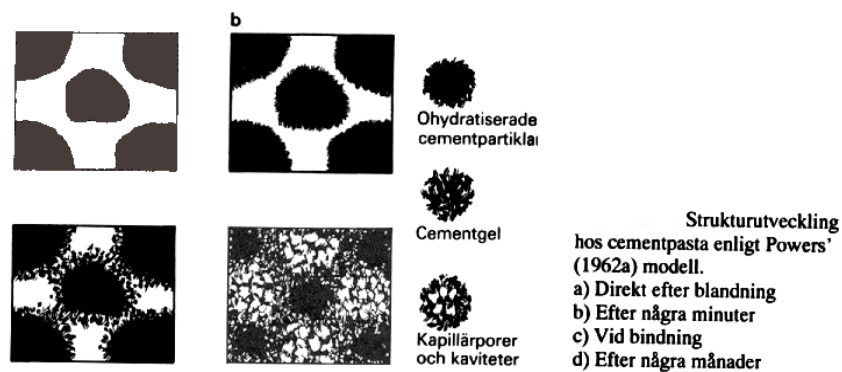 b
Ohydratiserade
cementpartikla
Cementgel
Kapillärporer
och kaviteter
Strukturutveckling
hos cementpasta enligt Powers'
(1962a) modell.
a) Direkt efter blandning
b) Efter några minuter
c) Vid bindning
d) Efter några månader